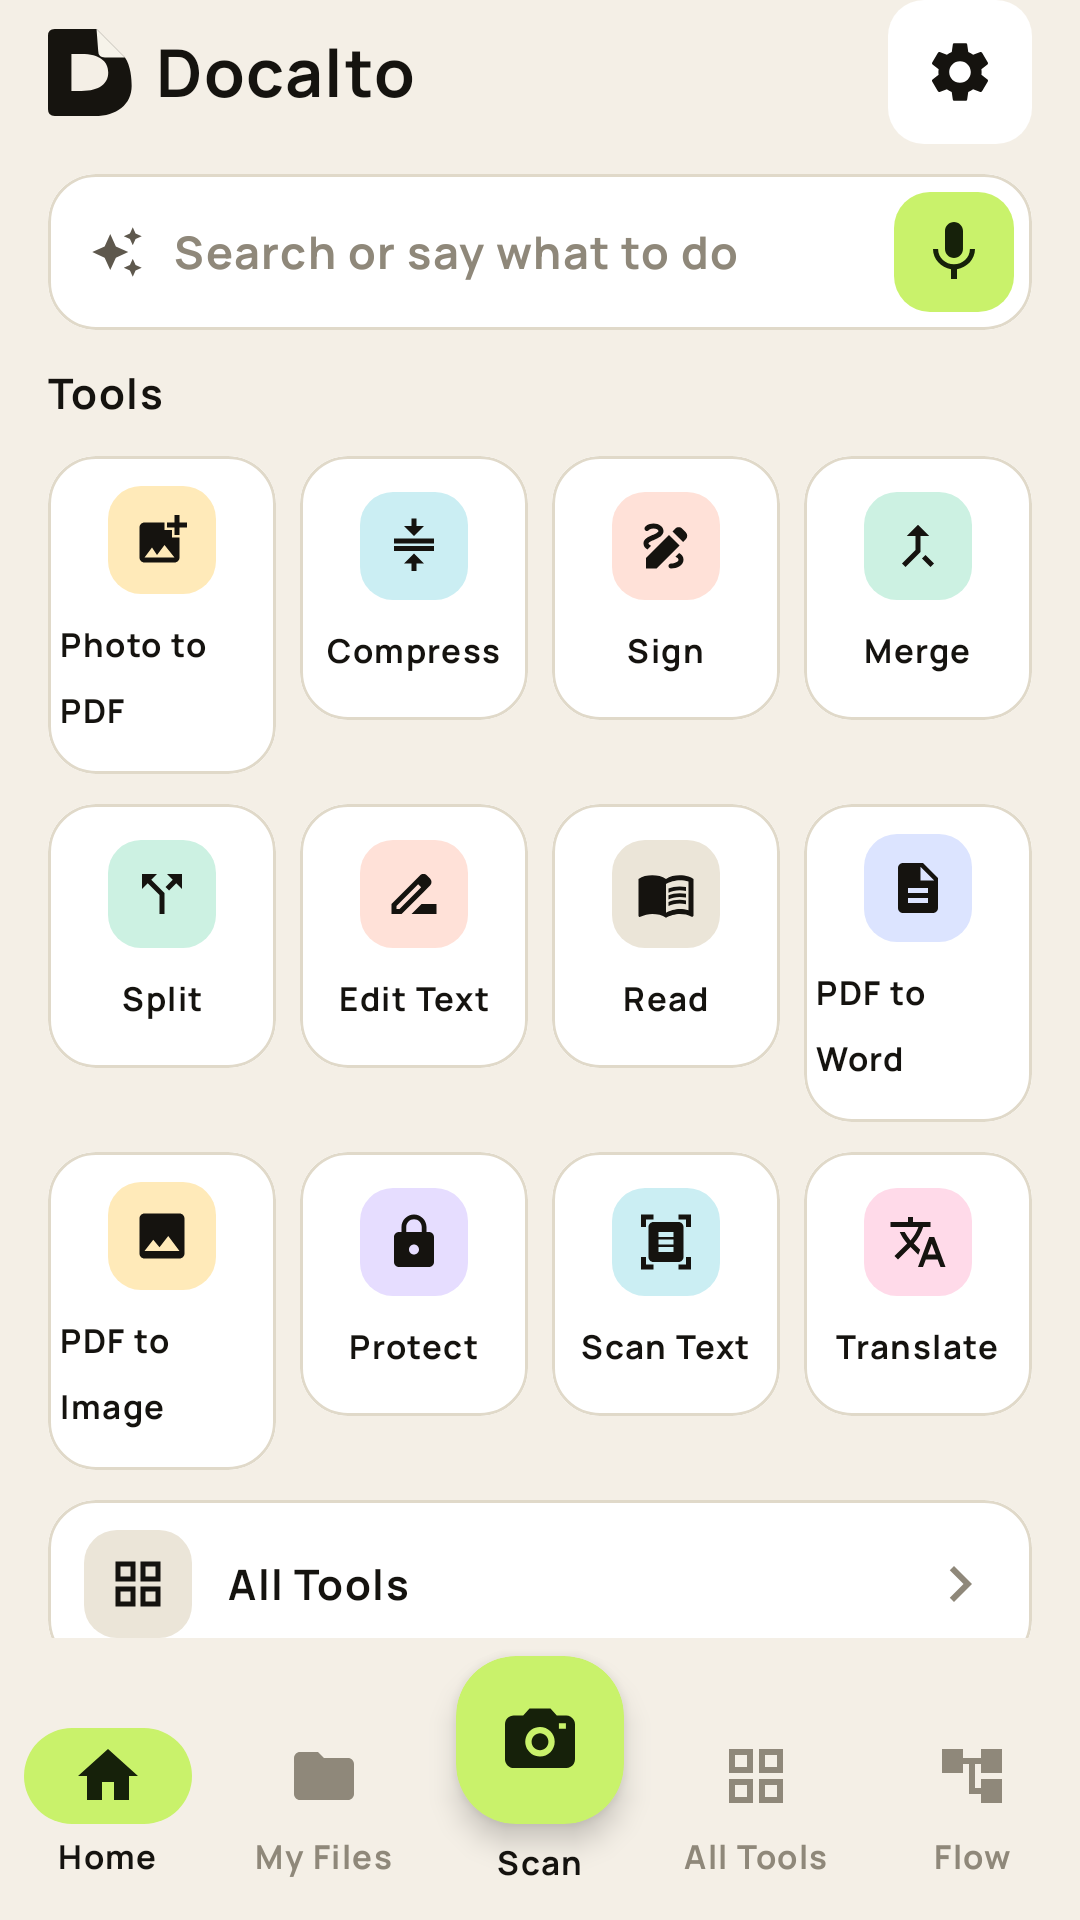 Docalto
Search or say what to do
Tools
Photo to
PDF
Compress
Sign
Merge
Split
Edit Text
Read
PDF to
Word
PDF to
Image
Protect
Scan Text
Translate
All Tools
Home
My Files
Scan
All Tools
Flow